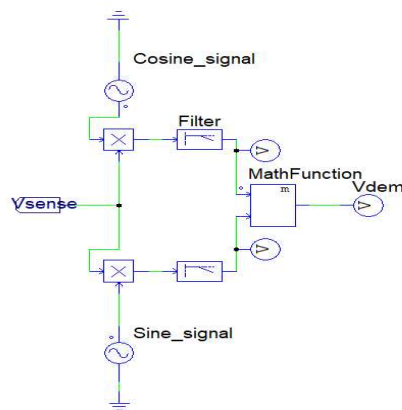 Cosine_signal
Filter
MathFunction
m
Vdem
Vsense
Sine_signal